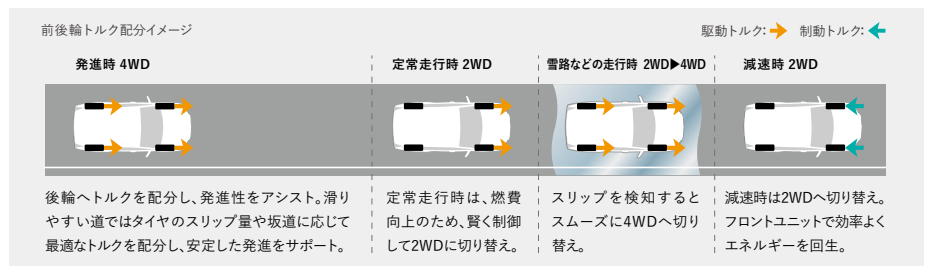 前後輪トルク配分イメージ
駆動トルク: 制動トルク:
発進時 4WD
後輪へトルクを配分し、発進性をアシスト。滑り
やすい道ではタイヤのスリップ量や坂道に応じて
最適なトルクを配分し、安定した発進をサポート。
定常走行時 2WD
定常走行時は、燃費
向上のため、賢く制御
して2WDに切り替え。
雪路などの走行時 2WD▶4WD
スリップを検知すると
スムーズに4WDへ切り
替え。
減速時 2WD
減速時は2WDへ切り替え。
フロントユニットで効率よく
エネルギーを回生。